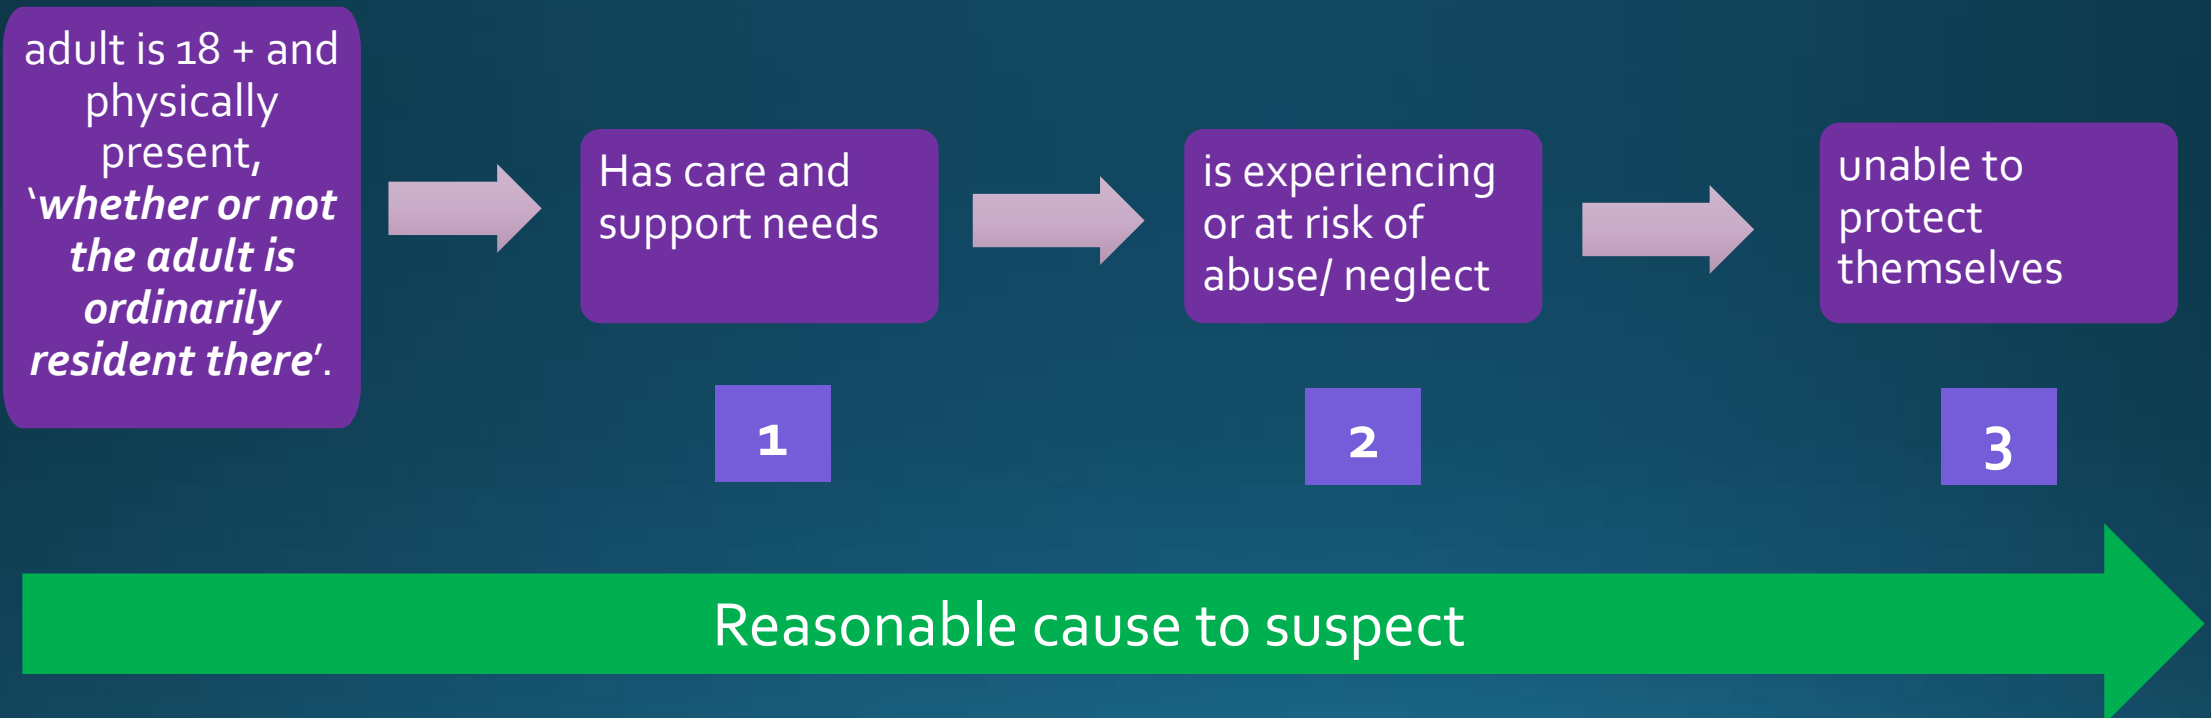 adult is 18 + and
physically
present,
‘whether or not
the adult is
ordinarily
resident there’.
Has care and
support needs
is experiencing
or at risk of
abuse/ neglect
unable to
protect
themselves
1
2
3
Reasonable cause to suspect